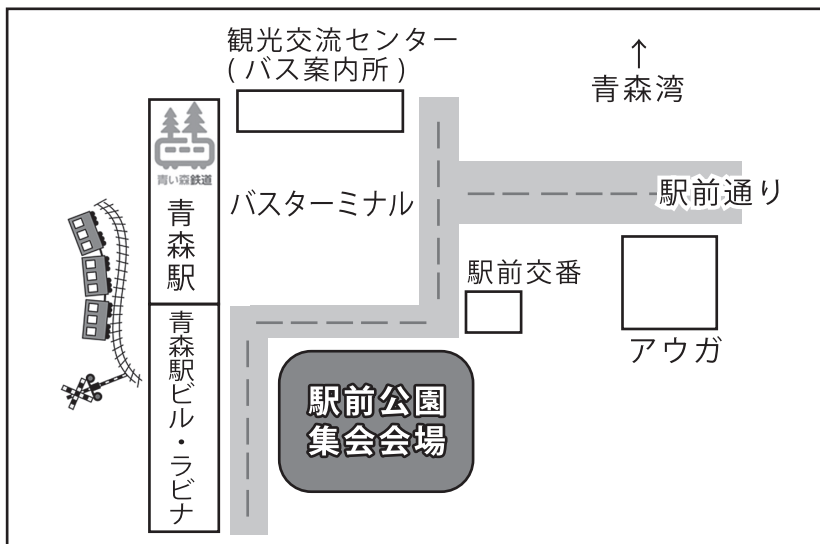 観光交流センター
(バス案内所)
↑
青森湾
青い森鉄道
青森駅
バスターミナル
駅前通り
駅前交番
アウガ
青森駅ビル・ラビナ
駅前公園
集会会場